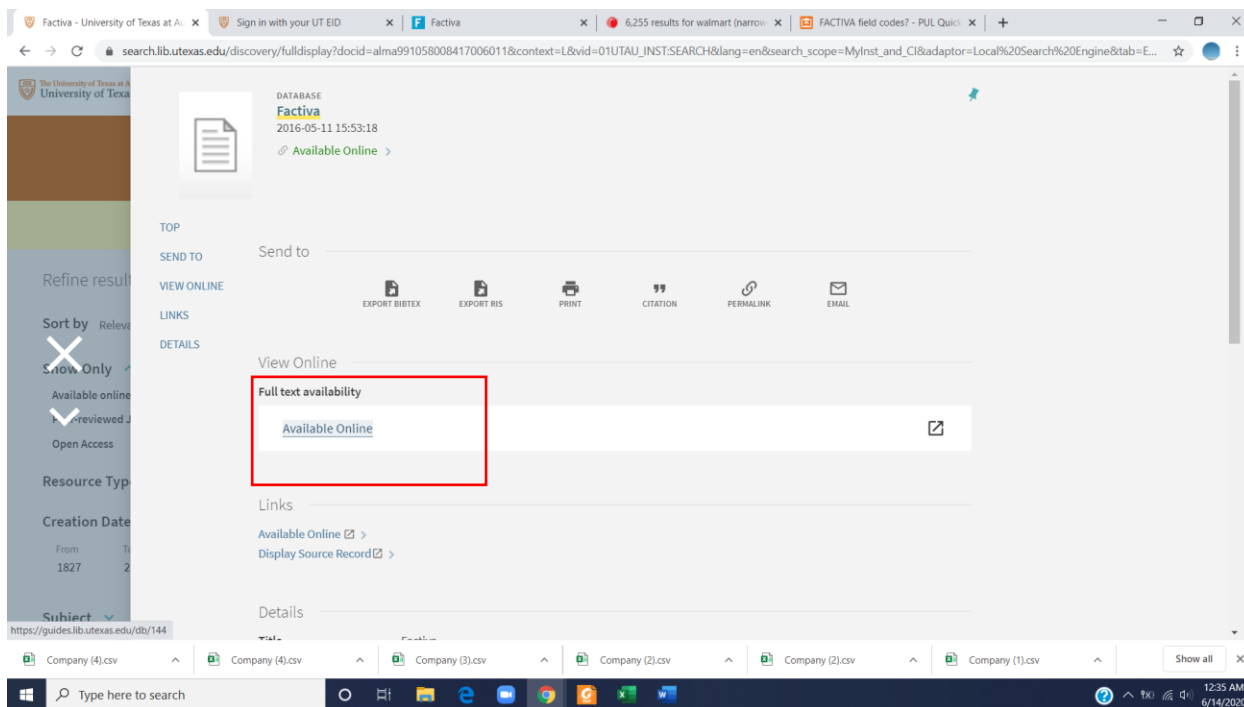 Factiva - University of Texas at Au
Sign in with your UT EID
Factiva
6,255 results for walmart (narrow
FACTIVA field codes? - PUL Quick
search.lib.utexas.edu/discovery/fulldisplay?docid=alma991058008417006011&context=L&vid=01UTAU_INST:SEARCH&lang=en&search_scope=MyInst_and_CI&adaptor=Local%20Search%20Engine&tab=E...
The University of Texas at A
University of Texa
DATABASE
Factiva
2016-05-11 15:53:18
Available Online >
TOP
SEND TO
VIEW ONLINE
LINKS
DETAILS
Send to
EXPORT BIBTEX
EXPORT RIS
PRINT
CITATION
PERMALINK
EMAIL
View Online
Full text availability
Available Online
Links
Available Online >
Display Source Record >
Details
Title Factiva
Refine result
Sort by Releva
Show Only
Available online
-reviewed J
Open Access
Resource Typ
Creation Date
From To
1827 2
Subject
https://guides.lib.utexas.edu/db/144
Company (4).csv
Company (4).csv
Company (3).csv
Company (2).csv
Company (2).csv
Company (1).csv
Show all
Type here to search
12:35 AM
6/14/2020